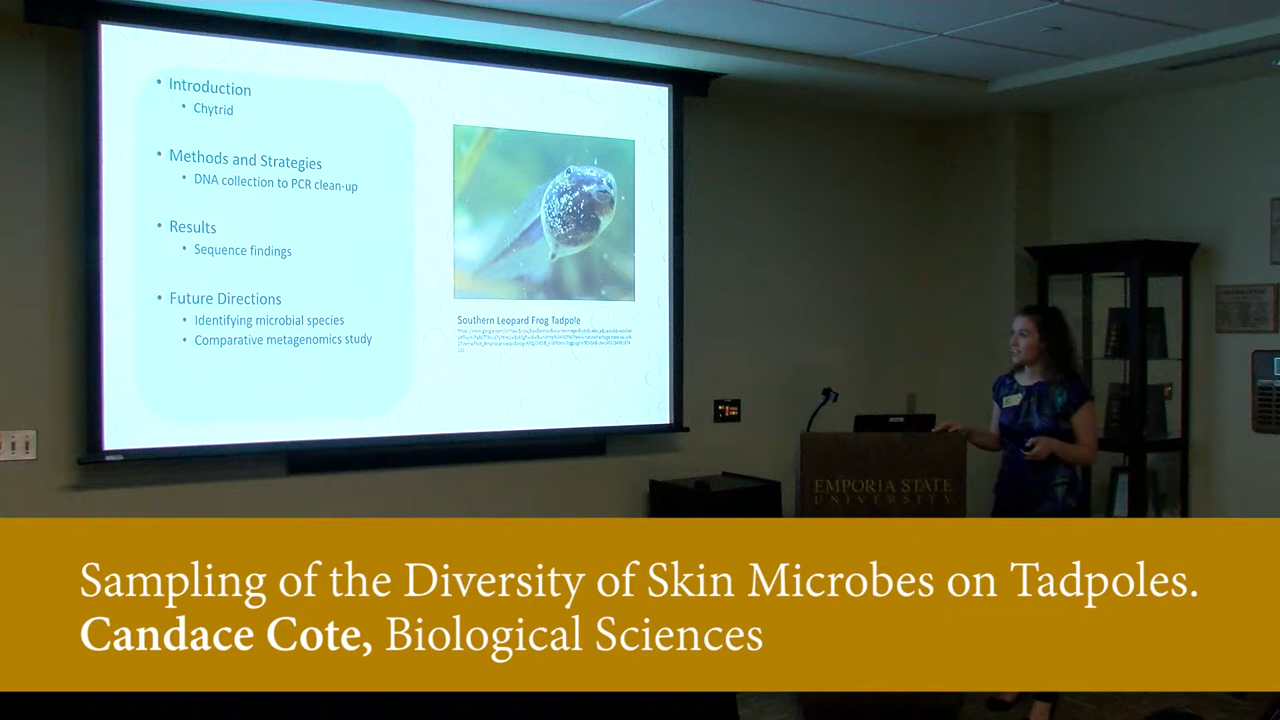 • Introduction
• Chytrid
• Methods and Strategies
• DNA collection to PCR clean-up
• Results
• Sequence findings
• Future Directions
• Identifying microbial species
• Comparative metagenomics study
Southern Leopard Frog Tadpole
EMPORIA STATE
UNIVERSITY
Sampling of the Diversity of Skin Microbes on Tadpoles.
Candace Cote, Biological Sciences